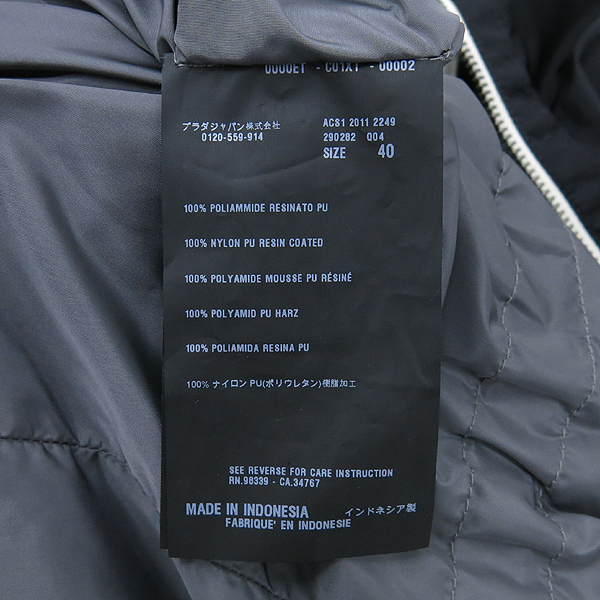 0000ET - C01X1 - 00002
プラダジャパン株式会社
0120-559-914
ACS1 2011 2249
290282 Q04
SIZE 40
100% POLIAMMIDE RESINATO PU
100% NYLON PU RESIN COATED
100% POLYAMIDE MOUSSE PU RÉSINÉ
100% POLYAMID PU HARZ
100% POLIAMIDA RESINA PU
100% ナイロン PU(ポリウレタン)樹脂加工
SEE REVERSE FOR CARE INSTRUCTION
RN.98339 - CA.34767
MADE IN INDONESIA インドネシア製
FABRIQUE' EN INDONESIE